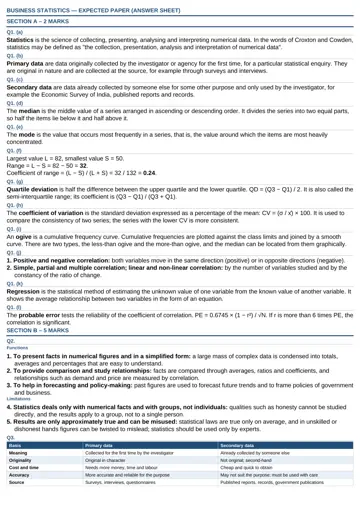 BUSINESS STATISTICS — EXPECTED PAPER (ANSWER SHEET)
SECTION A – 2 MARKS
Q1. (a)
Statistics is the science of collecting, presenting, analysing and interpreting numerical data. In the words of Croxton and Cowden,
statistics may be defined as "the collection, presentation, analysis and interpretation of numerical data".
Q1. (b)
Primary data are data originally collected by the investigator or agency for the first time, for a particular statistical enquiry. They
are original in nature and are collected at the source, for example through surveys and interviews.
Q1. (c)
Secondary data are data already collected by someone else for some other purpose and only used by the investigator, for
example the Economic Survey of India, published reports and records.
Q1. (d)
The median is the middle value of a series arranged in ascending or descending order. It divides the series into two equal parts,
so half the items lie below it and half above it.
Q1. (e)
The mode is the value that occurs most frequently in a series, that is, the value around which the items are most heavily
concentrated.
Q1. (f)
Largest value L = 82, smallest value S = 50.
Range = L − S = 82 − 50 = 32.
Coefficient of range = (L − S) / (L + S) = 32 / 132 = 0.24.
Q1. (g)
Quartile deviation is half the difference between the upper quartile and the lower quartile. QD = (Q3 − Q1) / 2. It is also called the
semi-interquartile range; its coefficient is (Q3 − Q1) / (Q3 + Q1).
Q1. (h)
The coefficient of variation is the standard deviation expressed as a percentage of the mean: CV = (σ / x) × 100. It is used to
compare the consistency of two series; the series with the lower CV is more consistent.
Q1. (i)
An ogive is a cumulative frequency curve. Cumulative frequencies are plotted against the class limits and joined by a smooth
curve. There are two types, the less-than ogive and the more-than ogive, and the median can be located from them graphically.
Q1. (j)
1. Positive and negative correlation: both variables move in the same direction (positive) or in opposite directions (negative).
2. Simple, partial and multiple correlation; linear and non-linear correlation: by the number of variables studied and by the
constancy of the ratio of change.
Q1. (k)
Regression is the statistical method of estimating the unknown value of one variable from the known value of another variable. It
shows the average relationship between two variables in the form of an equation.
Q1. (l)
The probable error tests the reliability of the coefficient of correlation. PE = 0.6745 × (1 − r²) / √N. If r is more than 6 times PE, the
correlation is significant.
SECTION B – 5 MARKS
Q2.
Functions
1. To present facts in numerical figures and in a simplified form: a large mass of complex data is condensed into totals,
averages and percentages that are easy to understand.
2. To provide comparison and study relationships: facts are compared through averages, ratios and coefficients, and
relationships such as demand and price are measured by correlation.
3. To help in forecasting and policy-making: past figures are used to forecast future trends and to frame policies of government
and business.
Limitations
4. Statistics deals only with numerical facts and with groups, not individuals: qualities such as honesty cannot be studied
directly, and the results apply to a group, not to a single person.
5. Results are only approximately true and can be misused: statistical laws are true only on average, and in unskilled or
dishonest hands figures can be twisted to mislead; statistics should be used only by experts.
Q3.
Basis Primary data Secondary data
Meaning Collected for the first time by the investigator Already collected by someone else
Originality Original in character Not original; second-hand
Cost and time Needs more money, time and labour Cheap and quick to obtain
Accuracy More accurate and reliable for the purpose May not suit the purpose; must be used with care
Source Surveys, interviews, questionnaires Published reports, records, government publications